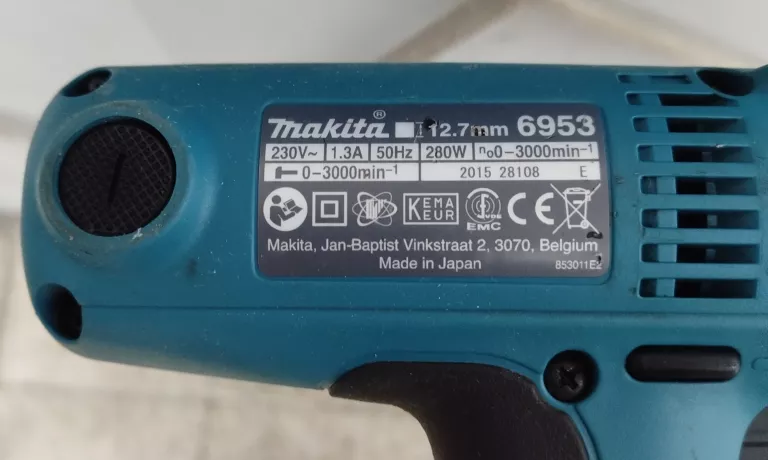 makita® 12.7mm 6953
230V~ 1.3A 50Hz 280W n₀0-3000min⁻¹
0-3000min⁻¹ 2015 28108 E
KEMA
KEUR
VDE
EMC
CE
Makita, Jan-Baptist Vinkstraat 2, 3070, Belgium
Made in Japan 853011E2